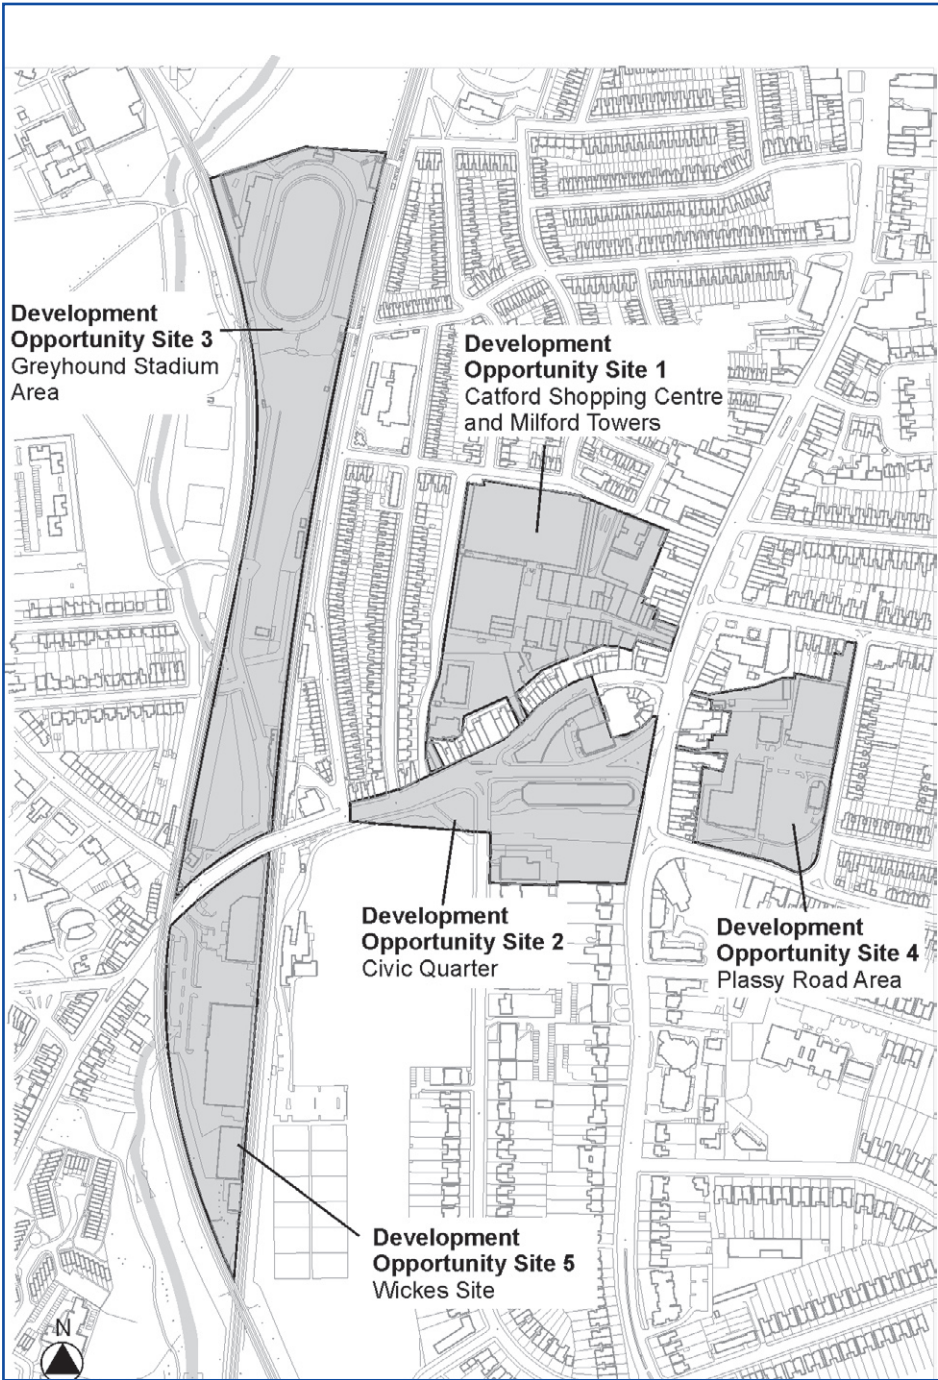 Development
Opportunity Site 3
Greyhound Stadium
Area
Development
Opportunity Site 1
Catford Shopping Centre
and Milford Towers
Development
Opportunity Site 2
Civic Quarter
Development
Opportunity Site 4
Plassy Road Area
Development
Opportunity Site 5
Wickes Site
N